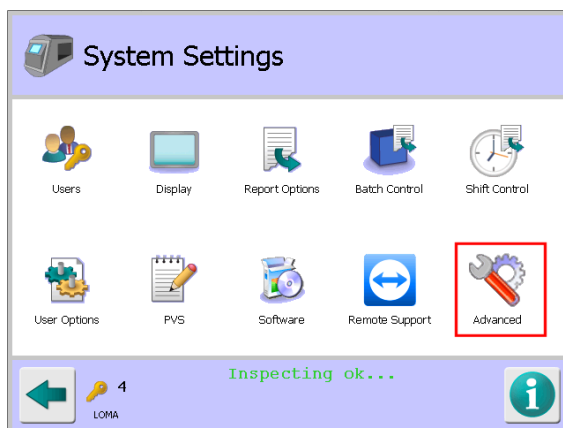 System Settings
Users
Display
Report Options
Batch Control
Shift Control
User Options
PVS
Software
Remote Support
Advanced
Inspecting ok...
4
LOMA